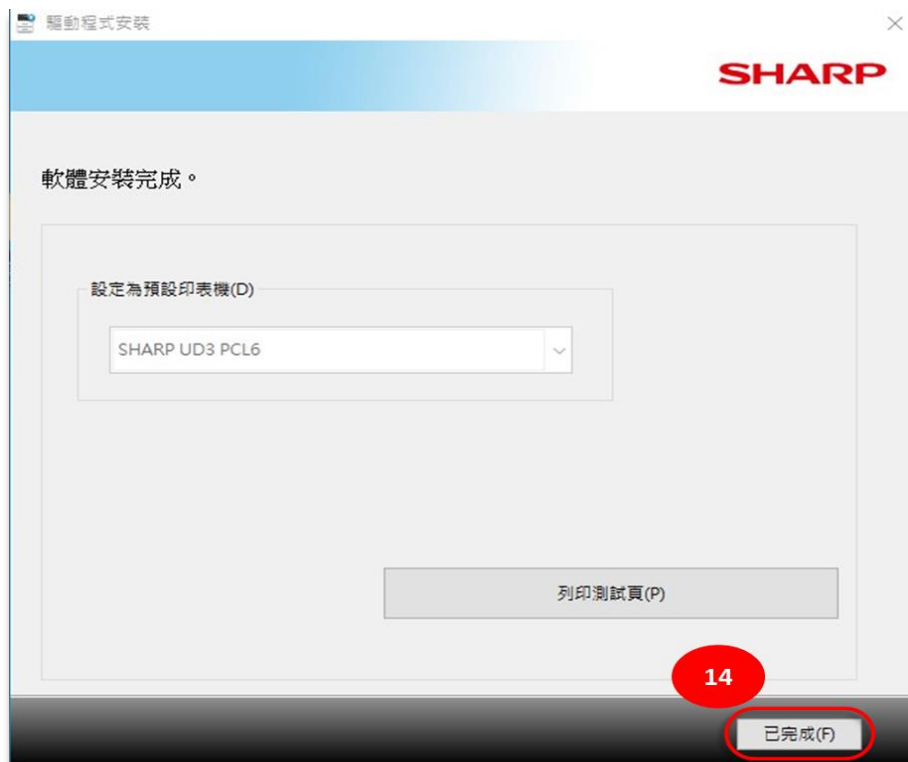 驅動程式安裝
SHARP
軟體安裝完成。
設定為預設印表機(D)
SHARP UD3 PCL6
列印測試頁(P)
14
已完成(F)